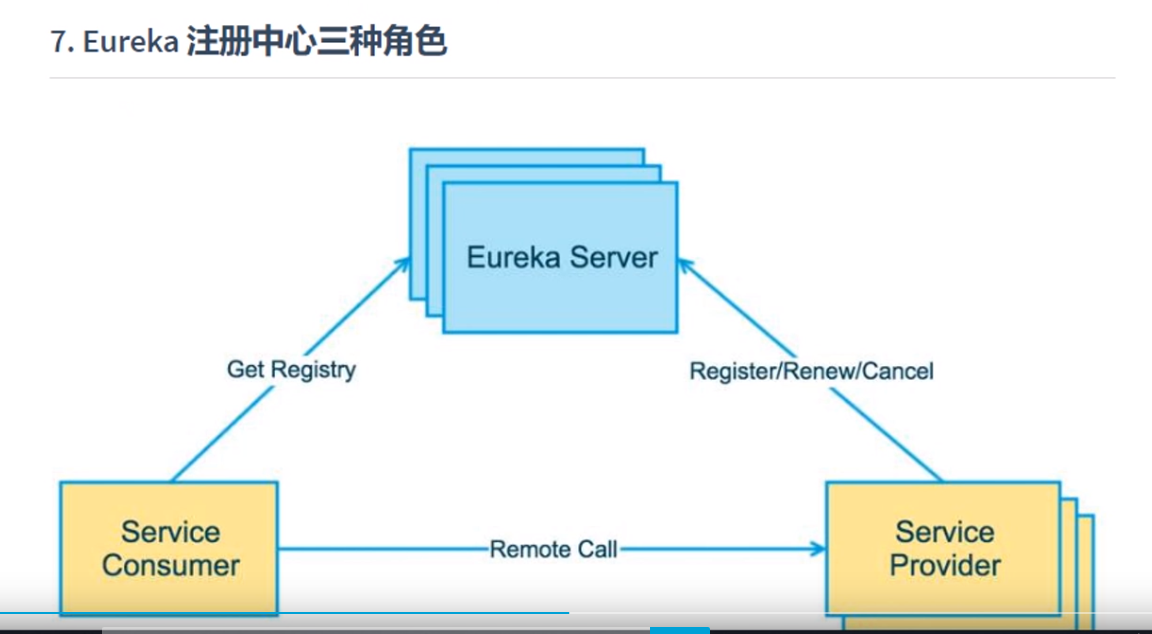 7. Eureka 注册中心三种角色
Eureka Server
Get Registry
Register/Renew/Cancel
Service
Consumer
Remote Call
Service
Provider